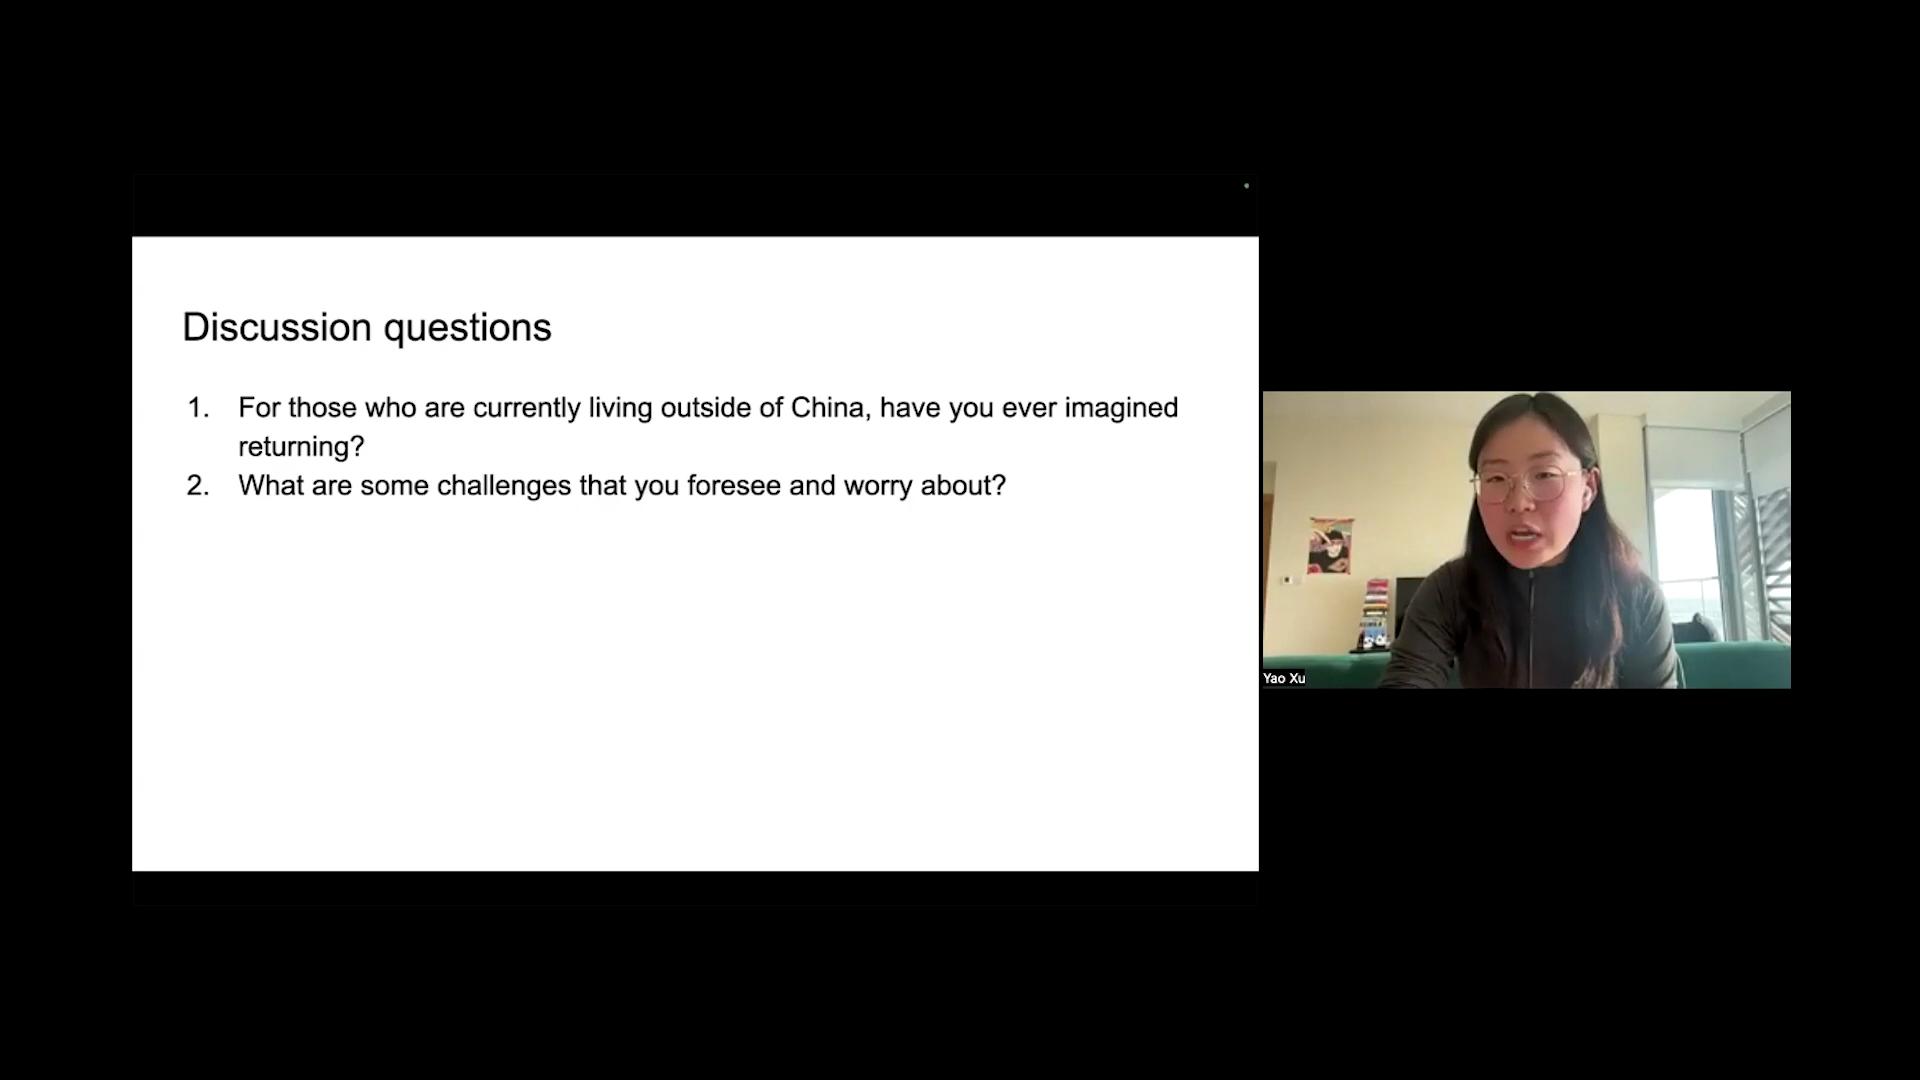 Discussion questions
1. For those who are currently living outside of China, have you ever imagined
returning?
2. What are some challenges that you foresee and worry about?
Yao Xu